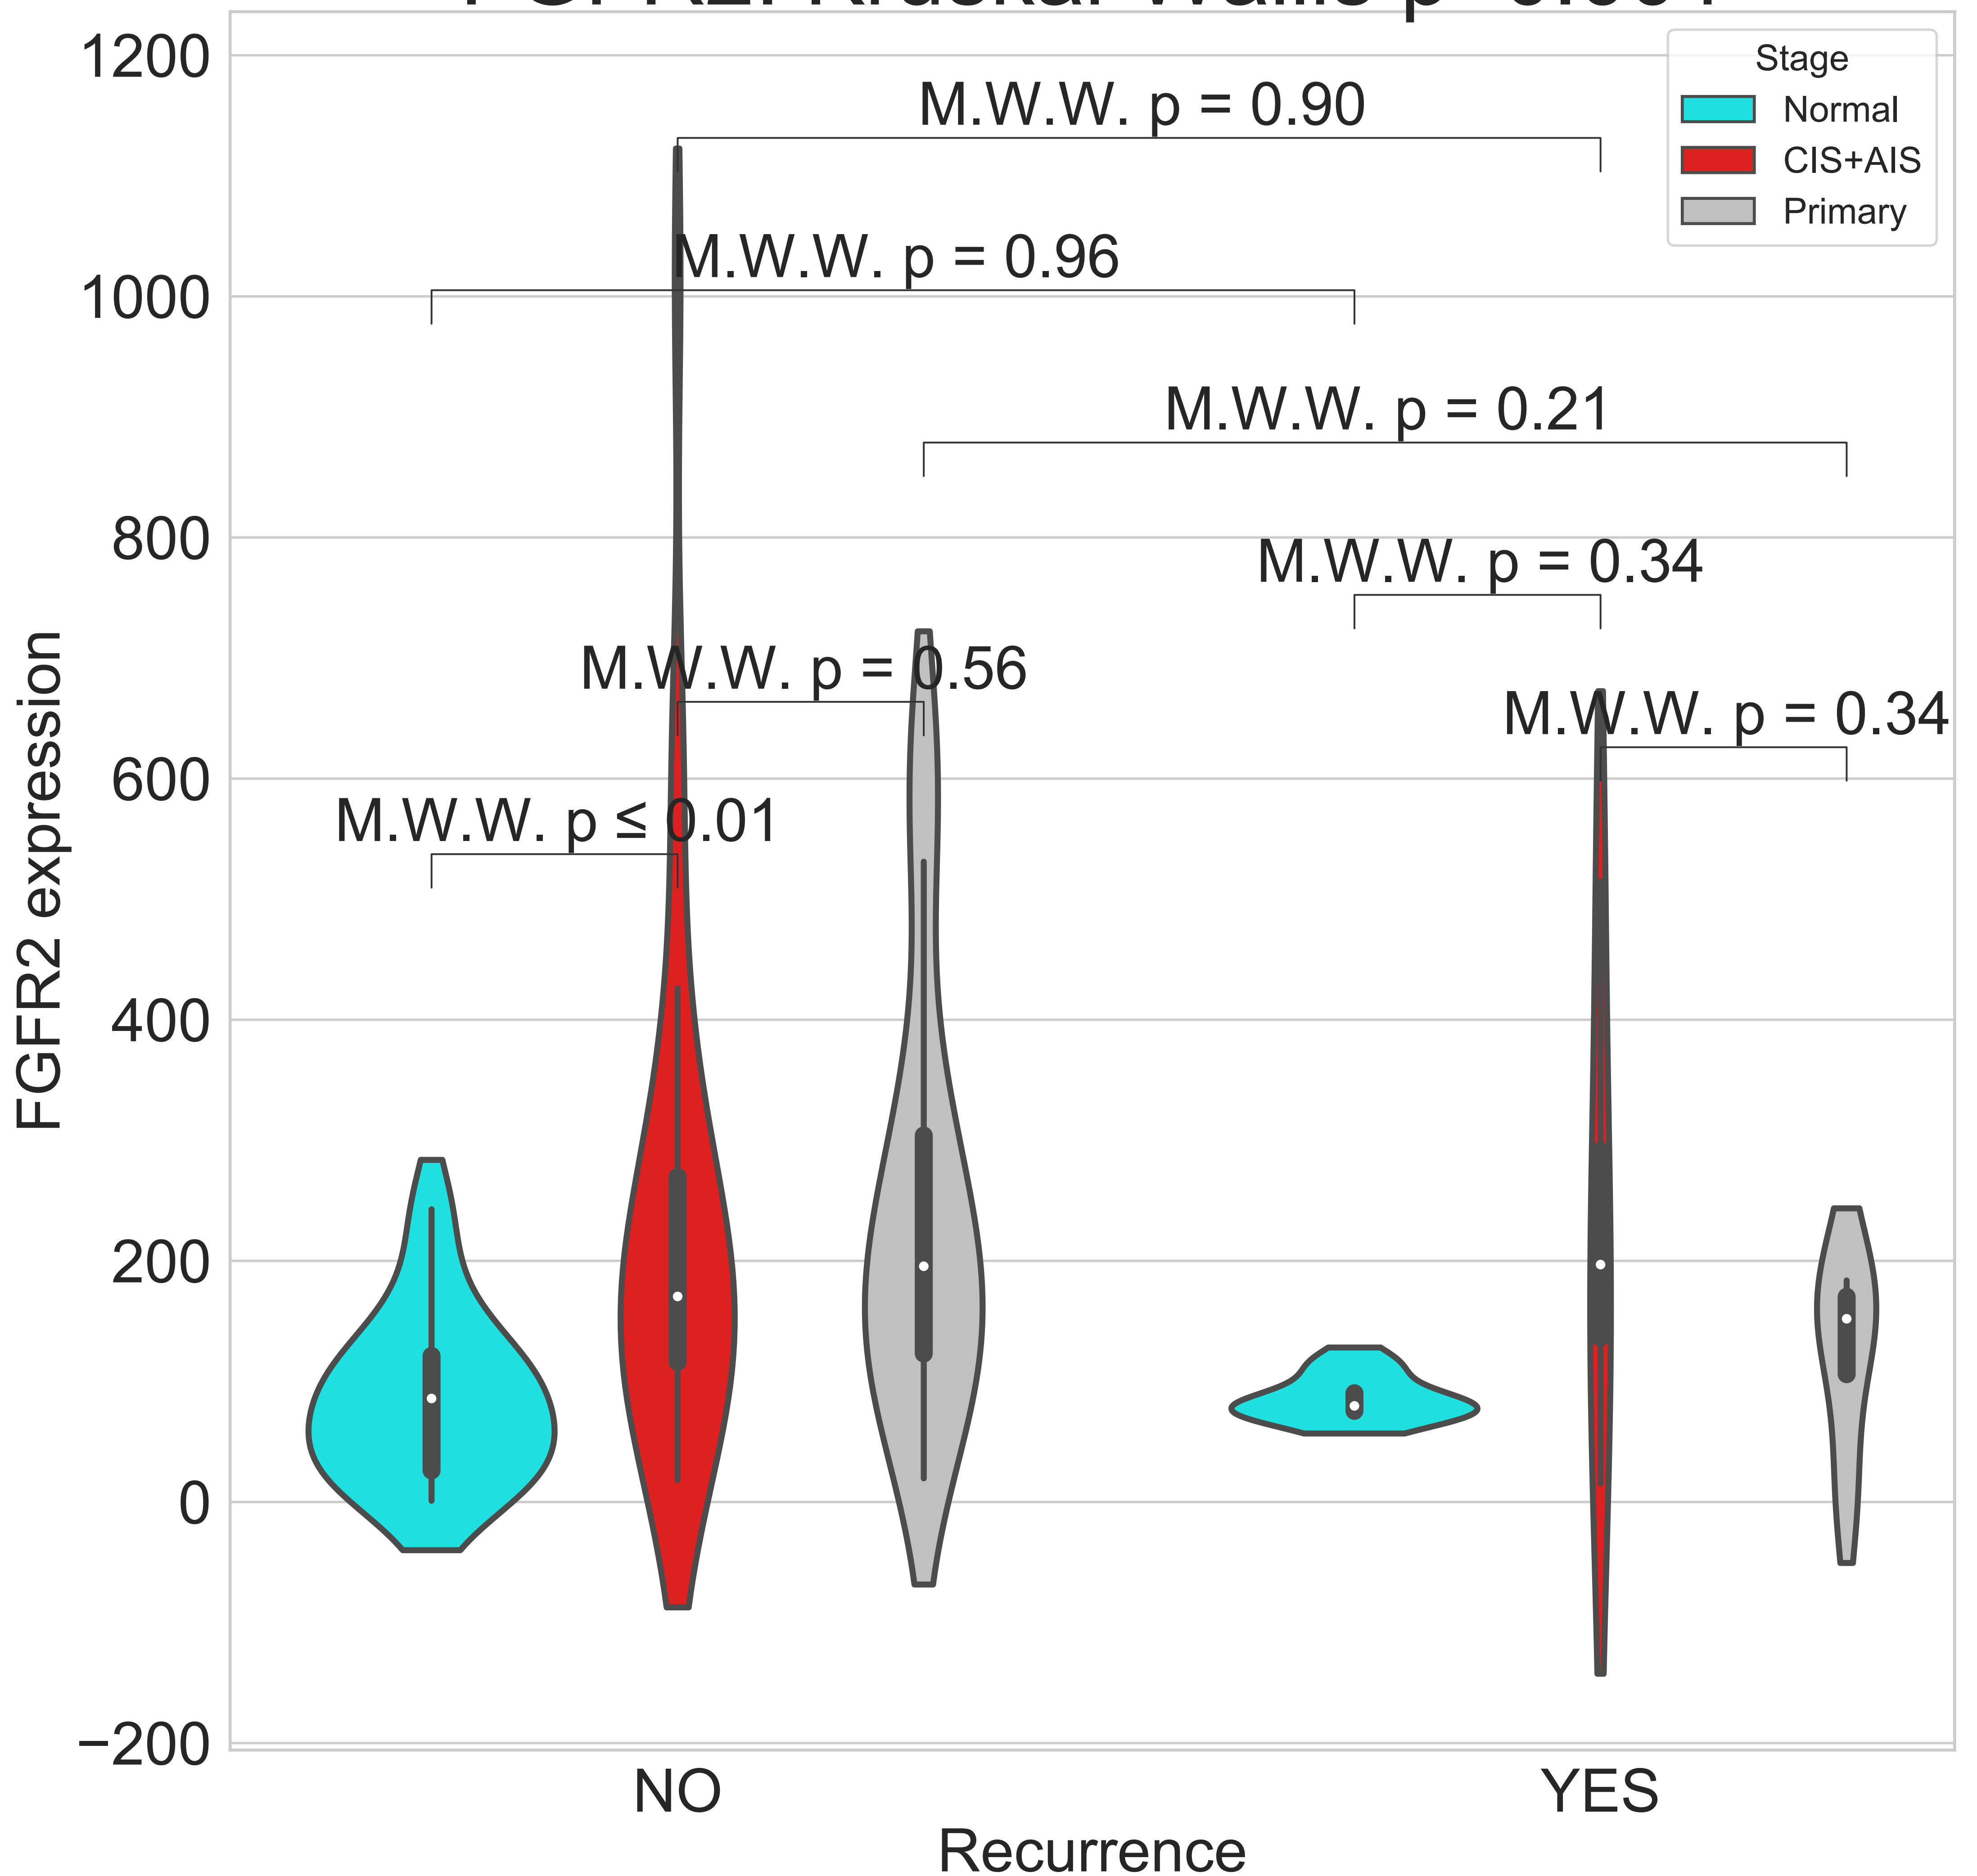 1200
1000
800
600
400
200
0
−200
FGFR2 expression
M.W.W. p = 0.90
M.W.W. p = 0.96
M.W.W. p = 0.21
M.W.W. p = 0.34
M.W.W. p = 0.56
M.W.W. p = 0.34
M.W.W. p ≤ 0.01
Stage
Normal
CIS+AIS
Primary
NO
YES
Recurrence